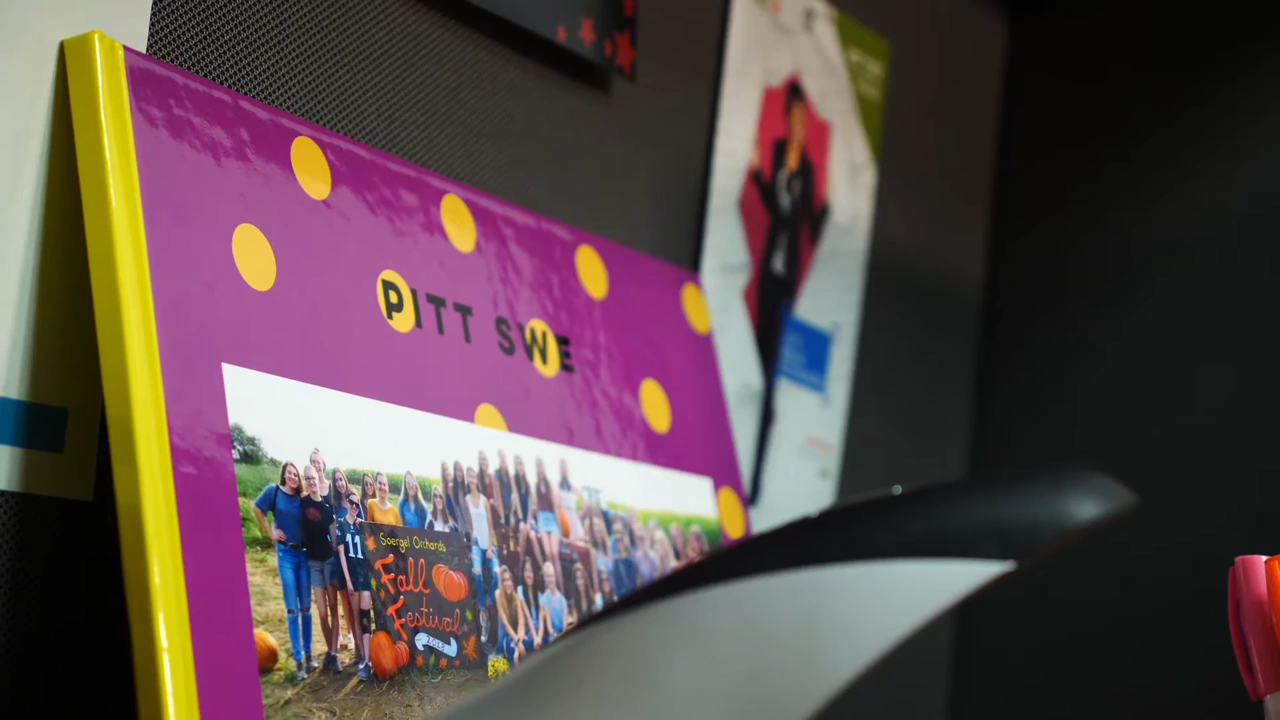 PITT SWE
11
Soergel Orchards
Fall
Festival
2018